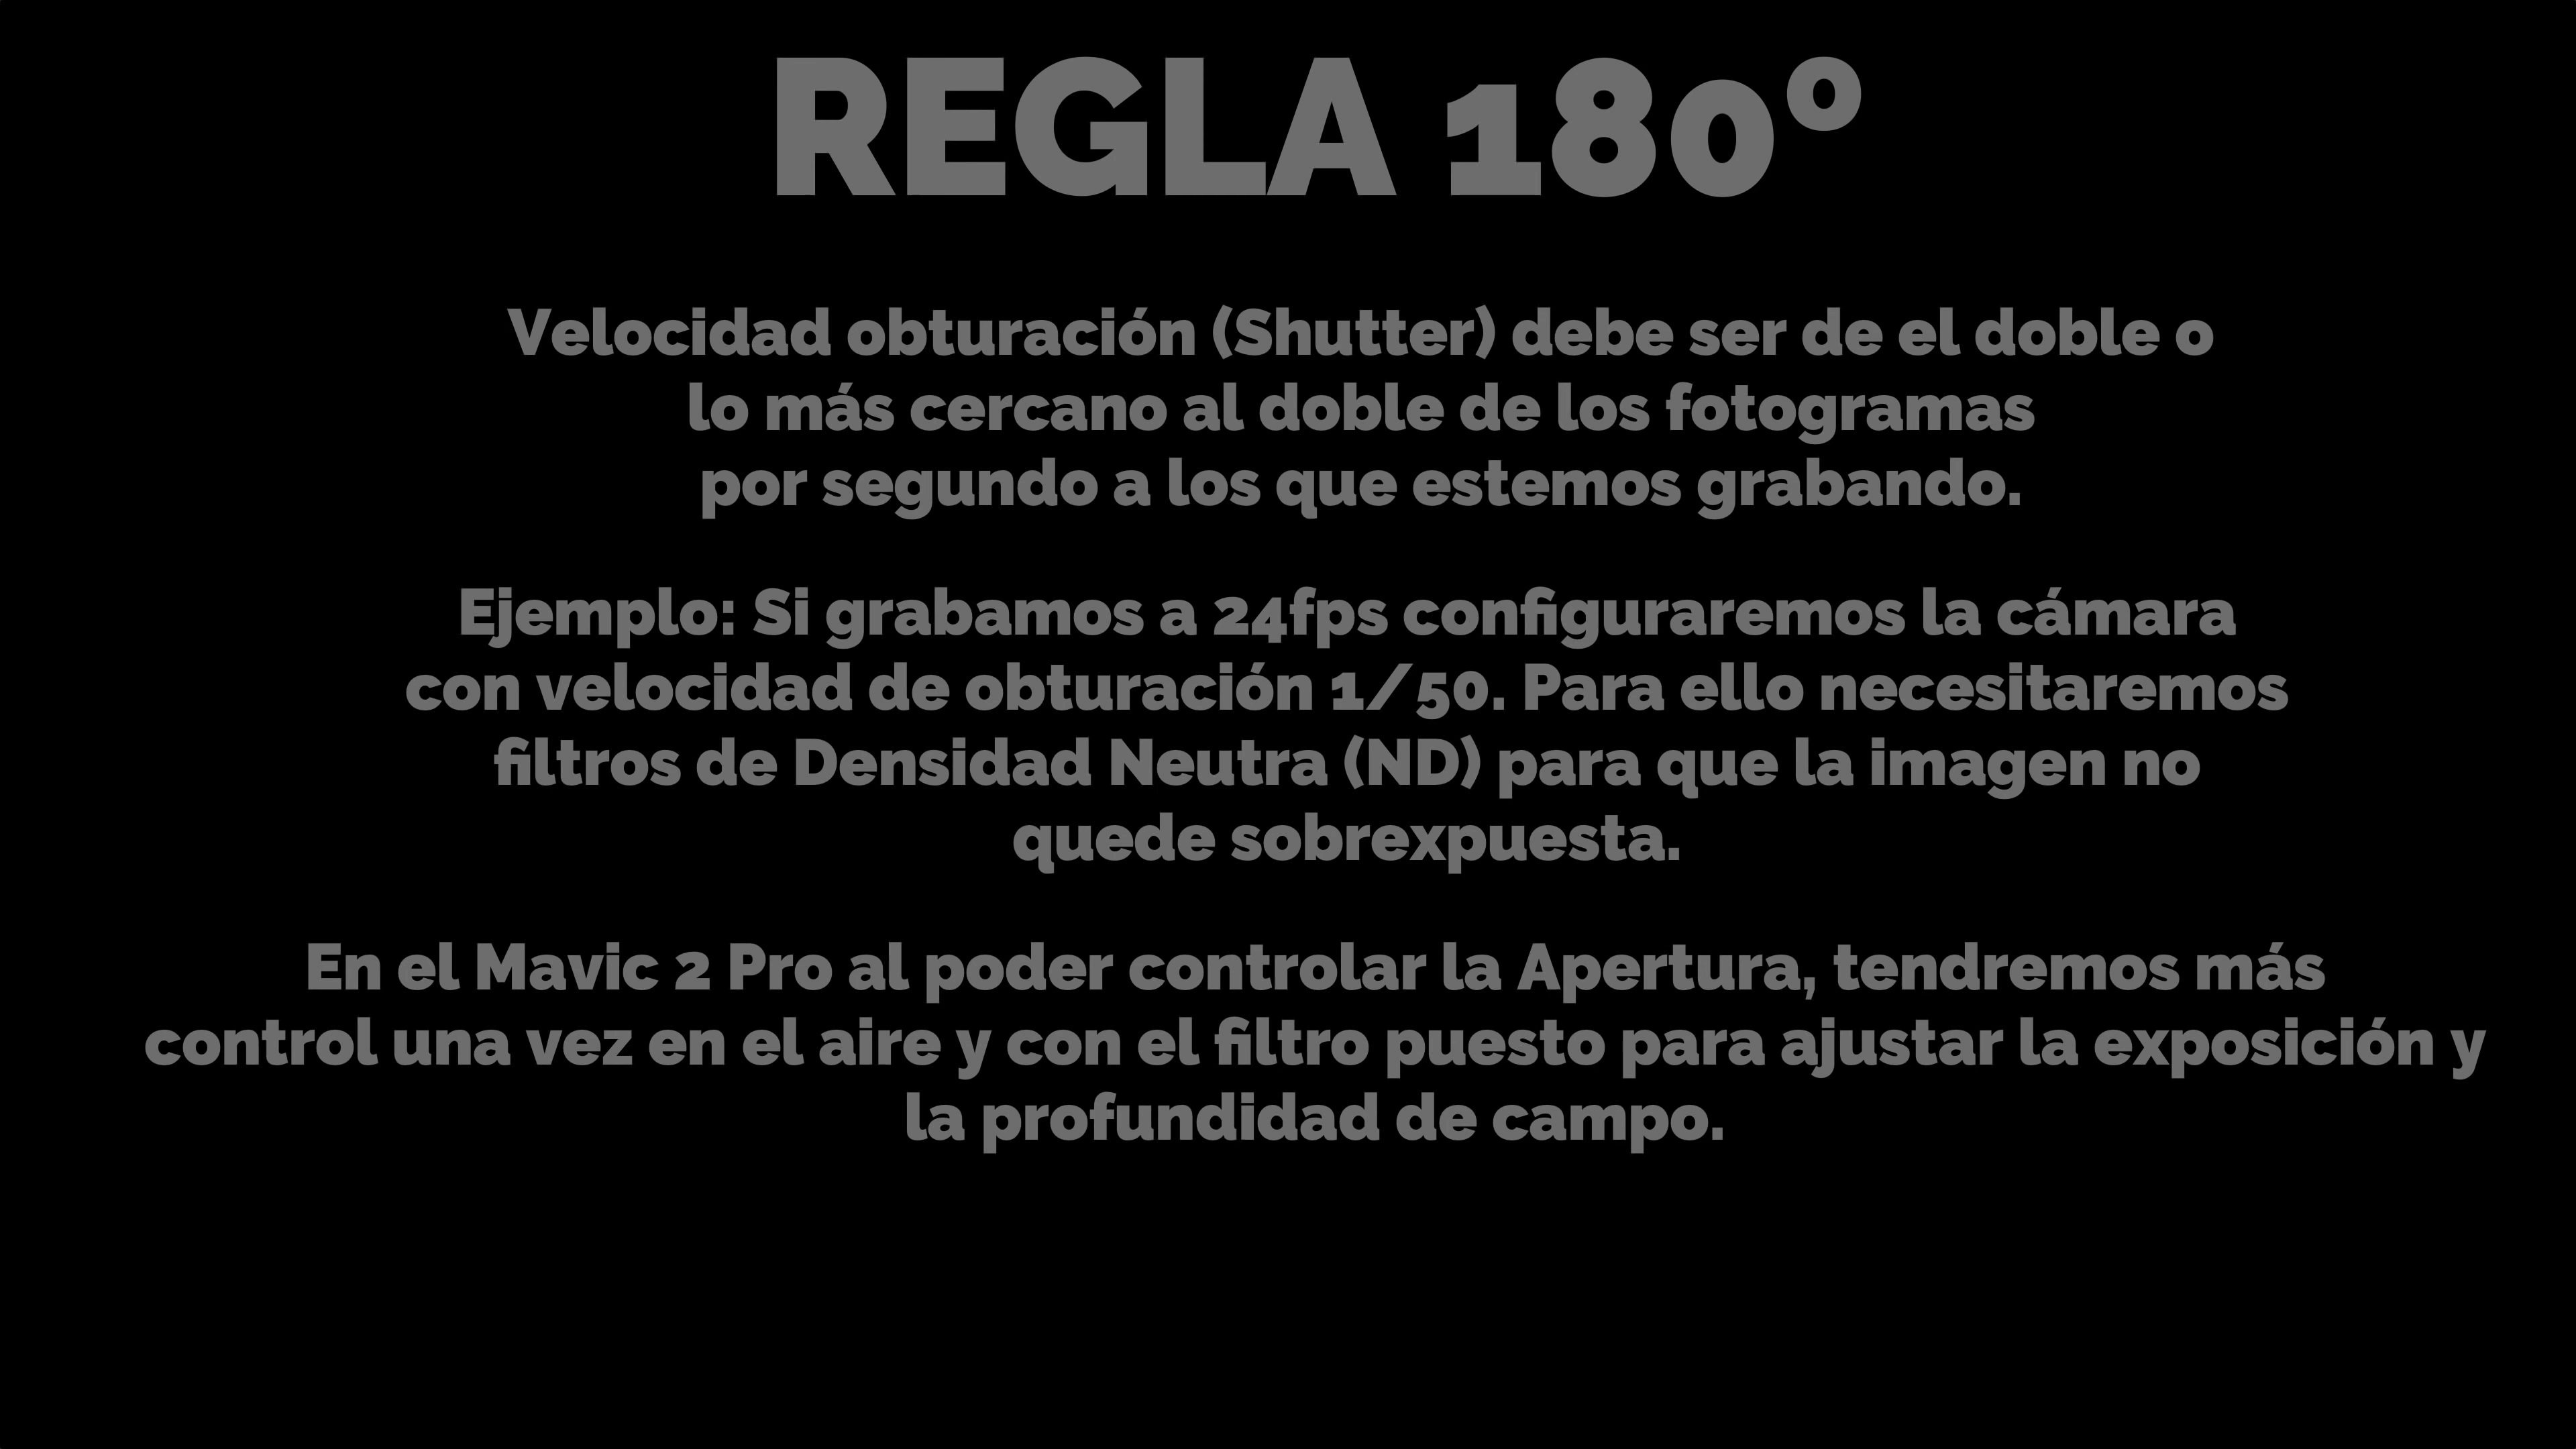 REGLA 180º
Velocidad obturación (Shutter) debe ser de el doble o
lo más cercano al doble de los fotogramas
por segundo a los que estemos grabando.
Ejemplo: Si grabamos a 24fps configuraremos la cámara
con velocidad de obturación 1/50. Para ello necesitaremos
filtros de Densidad Neutra (ND) para que la imagen no
quede sobrexpuesta.
En el Mavic 2 Pro al poder controlar la Apertura, tendremos más
control una vez en el aire y con el filtro puesto para ajustar la exposición y
la profundidad de campo.